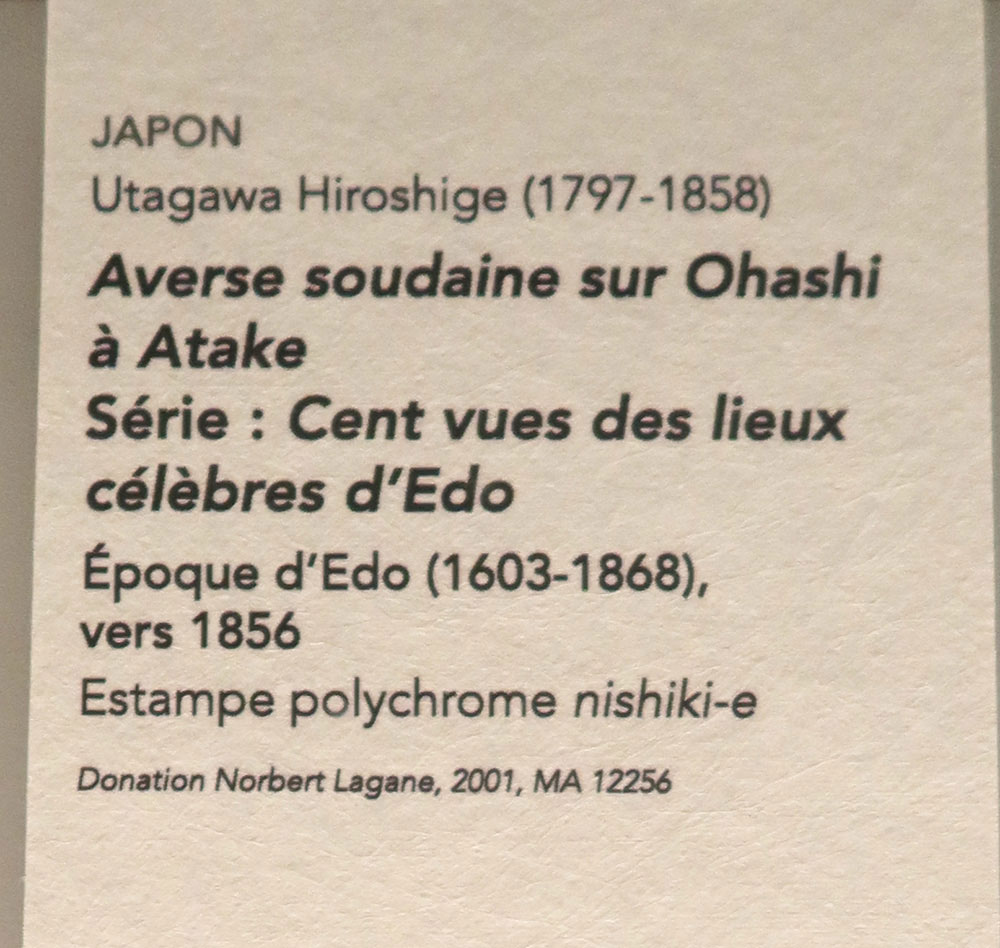 JAPON
Utagawa Hiroshige (1797-1858)
Averse soudaine sur Ohashi
à Atake
Série : Cent vues des lieux
célèbres d'Edo
Époque d'Edo (1603-1868),
vers 1856
Estampe polychrome nishiki-e
Donation Norbert Lagane, 2001, MA 12256